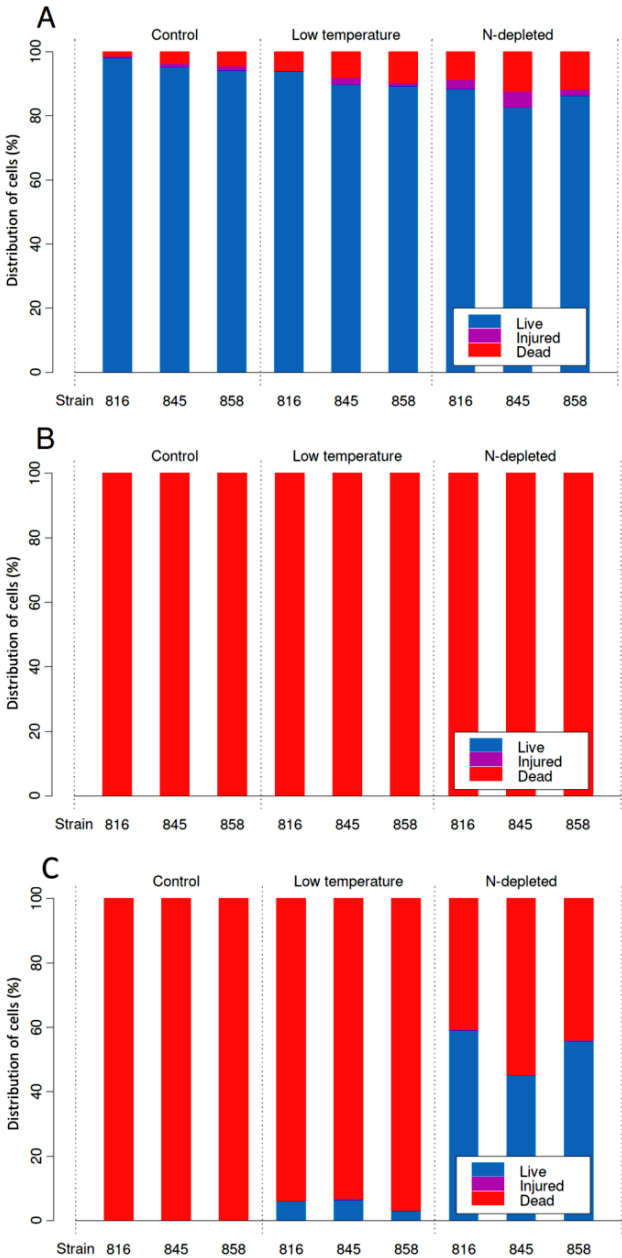 A
Control Low temperature N-depleted
Distribution of cells (%)
100
80
60
40
20
0
Live
Injured
Dead
Strain 816 845 858 816 845 858 816 845 858
B
Control Low temperature N-depleted
Distribution of cells (%)
100
80
60
40
20
0
Live
Injured
Dead
Strain 816 845 858 816 845 858 816 845 858
C
Control Low temperature N-depleted
Distribution of cells (%)
100
80
60
40
20
0
Live
Injured
Dead
Strain 816 845 858 816 845 858 816 845 858